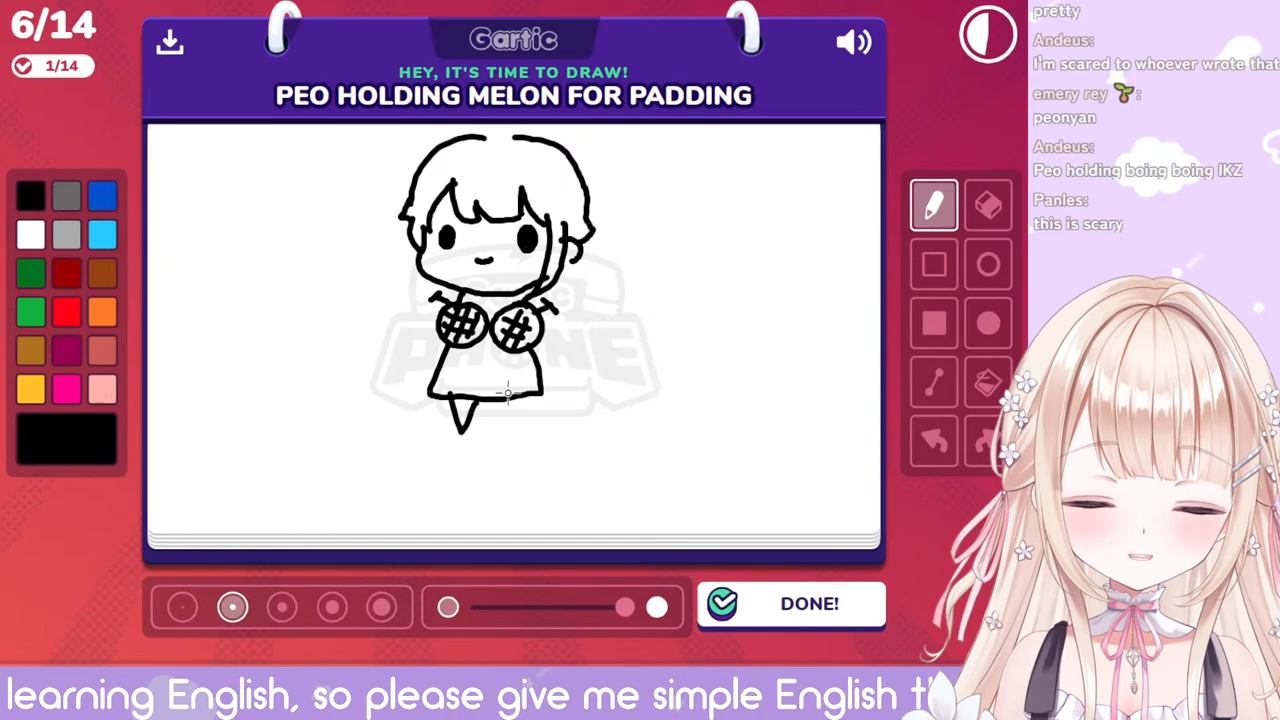 6/14
1/14
Gartic
HEY, IT'S TIME TO DRAW!
PEO HOLDING MELON FOR PADDING
PHONE
DONE!
pretty
Andeus:
I'm scared to whoever wrote that
emery rey 🌱:
peonyan
Andeus:
Peo holding boing boing IKZ
Panles:
this is scary
learning English, so please give me simple English t